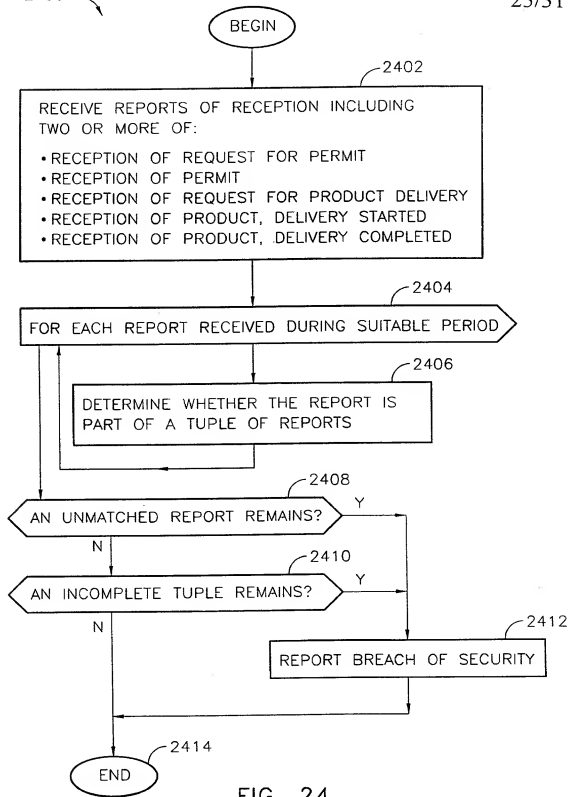 BEGIN
2402
RECEIVE REPORTS OF RECEPTION INCLUDING
TWO OR MORE OF:
• RECEPTION OF REQUEST FOR PERMIT
• RECEPTION OF PERMIT
• RECEPTION OF REQUEST FOR PRODUCT DELIVERY
• RECEPTION OF PRODUCT, DELIVERY STARTED
• RECEPTION OF PRODUCT, DELIVERY COMPLETED
2404
FOR EACH REPORT RECEIVED DURING SUITABLE PERIOD
2406
DETERMINE WHETHER THE REPORT IS
PART OF A TUPLE OF REPORTS
2408
AN UNMATCHED REPORT REMAINS?
Y
N
2410
AN INCOMPLETE TUPLE REMAINS?
Y
N
2412
REPORT BREACH OF SECURITY
2414
END
FIG. 24